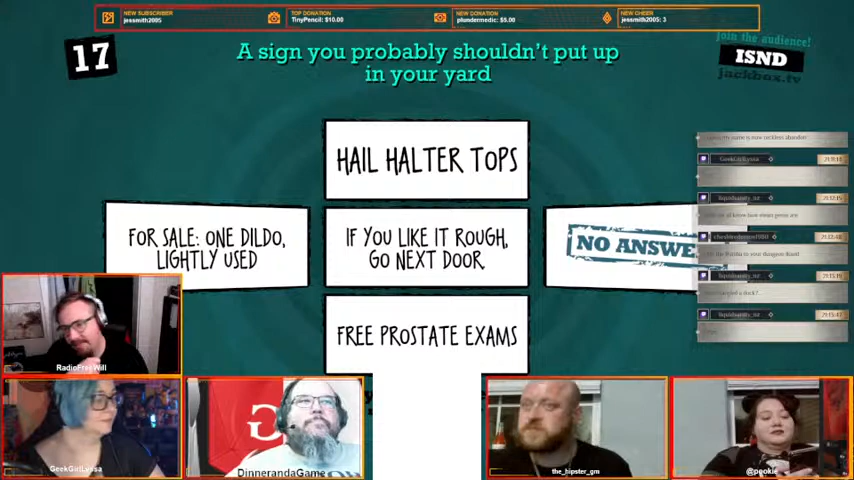 NEW SUBSCRIBER
jessmith2005
TOP DONATION
TinyPencil: $10.00
NEW DONATION
plundermedic: $5.00
NEW CHEER
jessmith2005: 3
17
A sign you probably shouldn't put up
in your yard
Join the audience!
ISND
jackbox.tv
HAIL HALTER TOPS
FOR SALE: ONE DILDO,
LIGHTLY USED
IF YOU LIKE IT ROUGH,
GO NEXT DOOR
NO ANSWE
FREE PROSTATE EXAMS
GeekGirlLyssa
RadioFreeWill
GeekGirlLyssa
DinnerandaGame
the_hipster_gm
@pookie